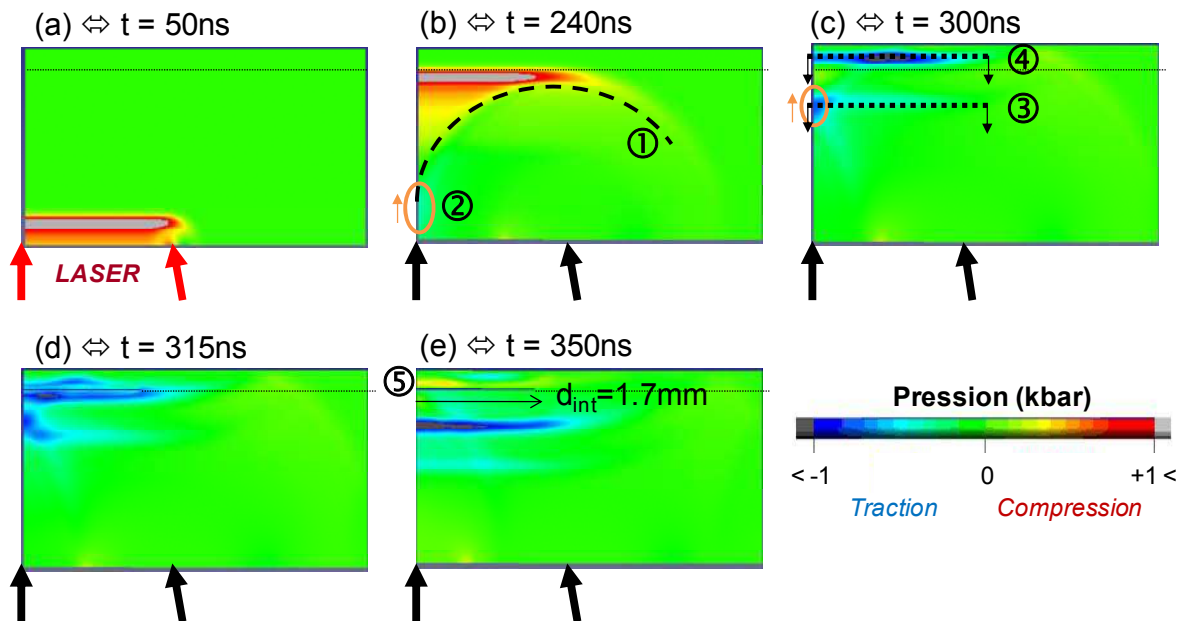 (a) ⇔ t = 50ns
(b) ⇔ t = 240ns
(c) ⇔ t = 300ns
④
③
①
②
LASER
(d) ⇔ t = 315ns
(e) ⇔ t = 350ns
⑤
dint=1.7mm
Pression (kbar)
< -1 0 +1 <
Traction Compression